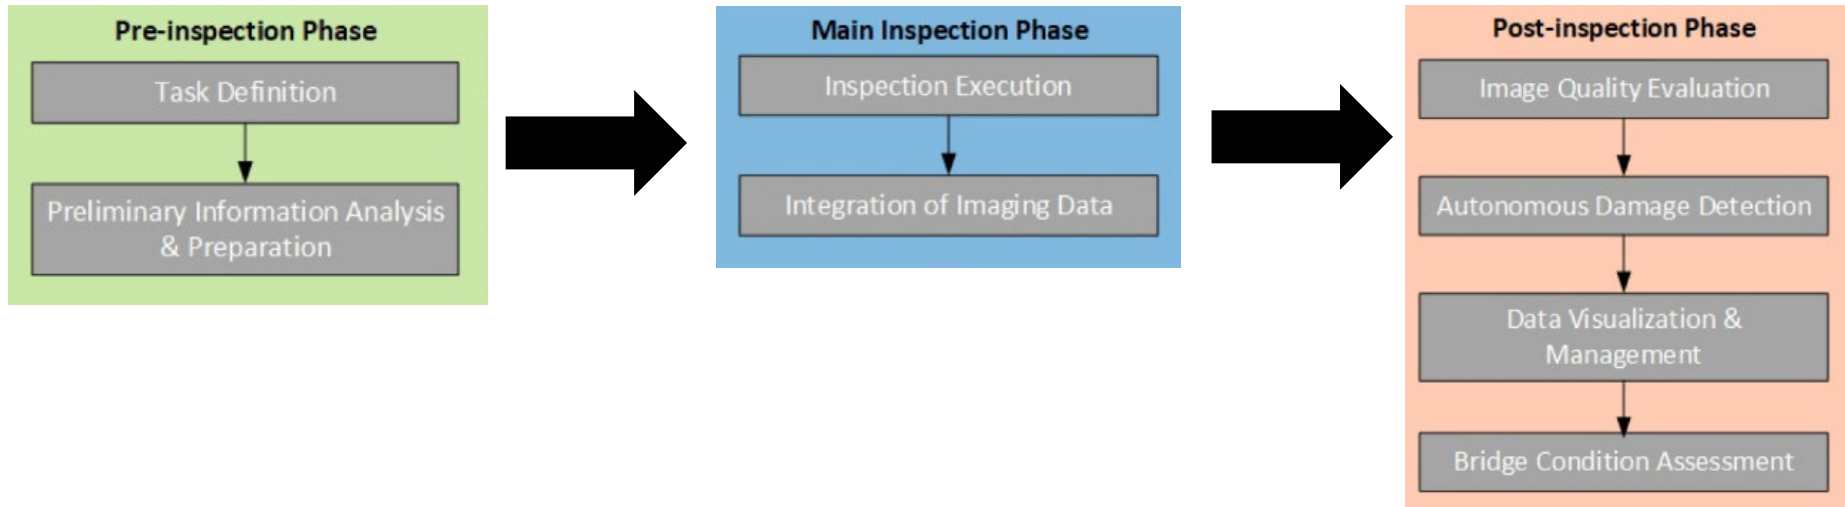 Pre-inspection Phase
Task Definition
Preliminary Information Analysis
& Preparation
Main Inspection Phase
Inspection Execution
Integration of Imaging Data
Post-inspection Phase
Image Quality Evaluation
Autonomous Damage Detection
Data Visualization &
Management
Bridge Condition Assessment